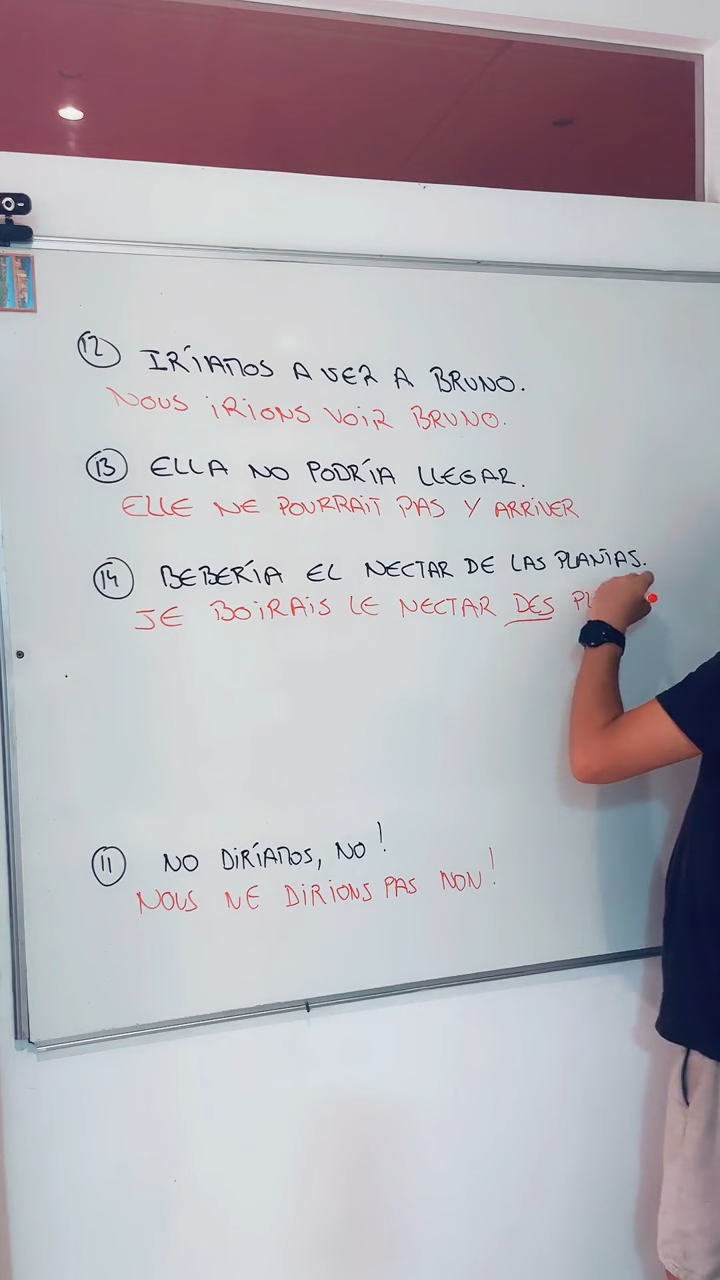 12 IRÍAMOS A VER A BRUNO.
NOUS iRIONS VOIR BRUNO.
13 ELLA NO PODRÍA LLEGAR.
ELLE NE POURRAIT PAS Y ARRIVER
14 BEBERÍA EL NECTAR DE LAS PLANTAS.
JE BOIRAIS LE NECTAR DES
11 NO DIRÍAMOS, NO!
NOUS NE DIRIONS PAS NON!